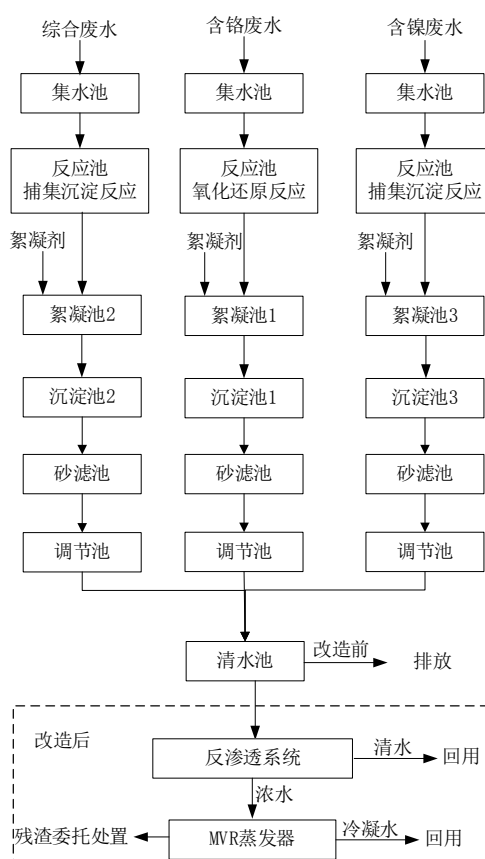 综合废水
含铬废水
含镍废水
集水池
集水池
集水池
反应池
捕集沉淀反应
反应池
氧化还原反应
反应池
捕集沉淀反应
絮凝剂
絮凝剂
絮凝剂
絮凝池2
絮凝池1
絮凝池3
沉淀池2
沉淀池1
沉淀池3
砂滤池
砂滤池
砂滤池
调节池
调节池
调节池
清水池
改造前
排放
改造后
反渗透系统
清水
回用
浓水
残渣委托处置
MVR蒸发器
冷凝水
回用